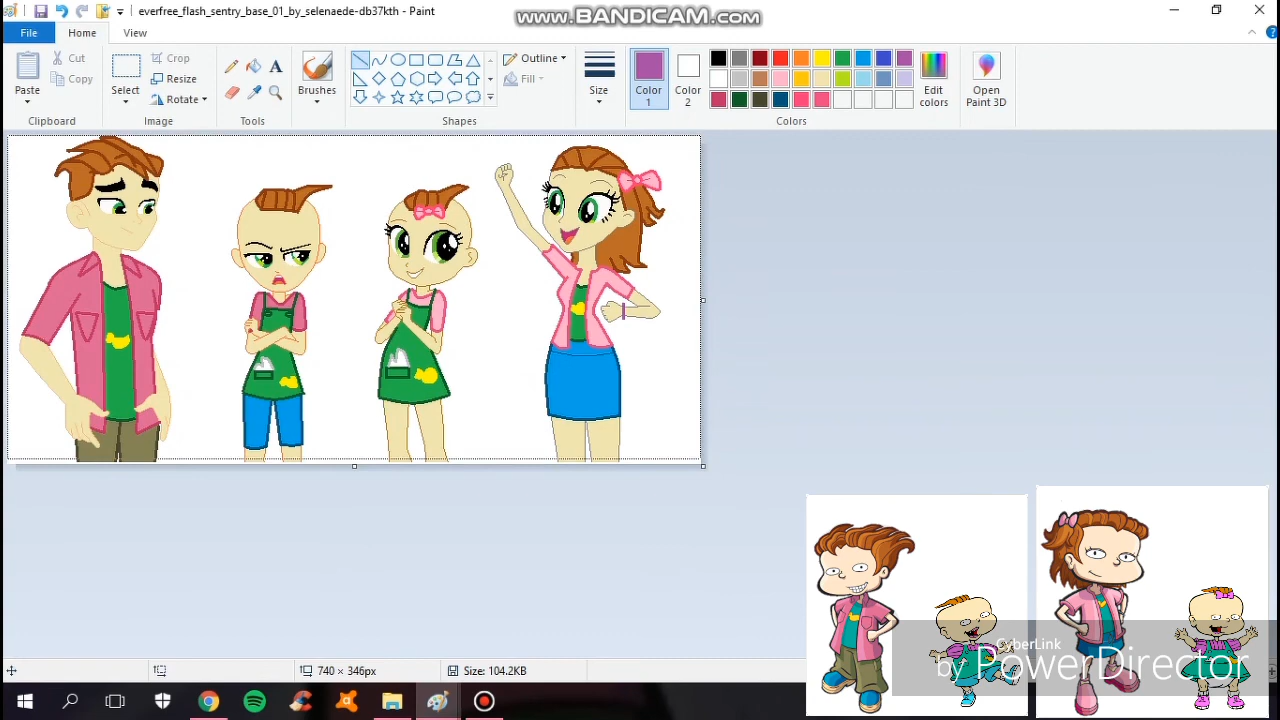 everfree_flash_sentry_base_01_by_selenaede-db37kth - Paint
www.BANDICAM.com
File
Home
View
Paste
Cut
Copy
Clipboard
Select
Crop
Resize
Rotate
Image
A
Tools
Brushes
Outline
Fill
Shapes
Size
Color
1
Color
2
Edit
colors
Colors
Open
Paint 3D
740 × 346px
Size: 104.2KB
CyberLink
by PowerDirector